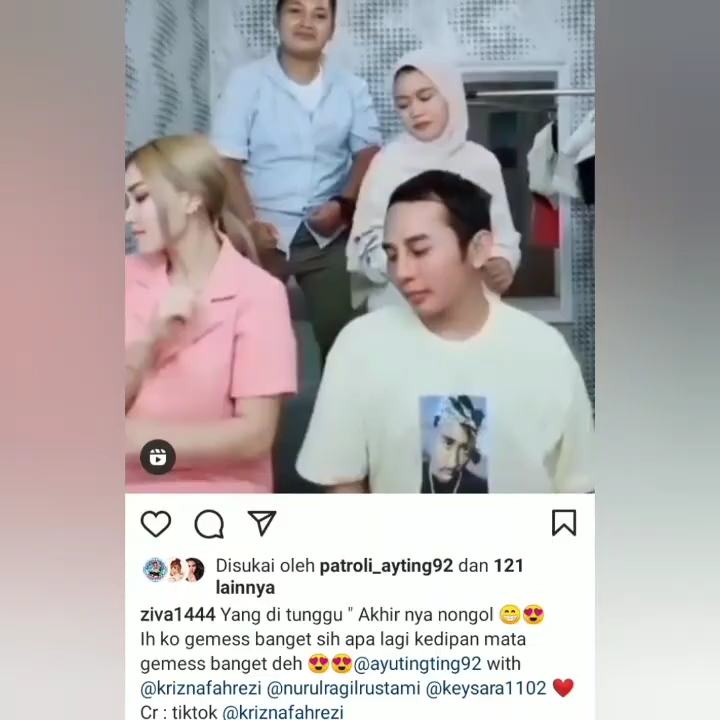 Disukai oleh patroli_ayting92 dan 121
lainnya
ziva1444 Yang di tunggu " Akhir nya nongol 😁😍
Ih ko gemess banget sih apa lagi kedipan mata
gemess banget deh 😍😍@ayutingting92 with
@kriznafahrezi @nurulragilrustami @keysara1102 ❤️
Cr : tiktok @kriznafahrezi